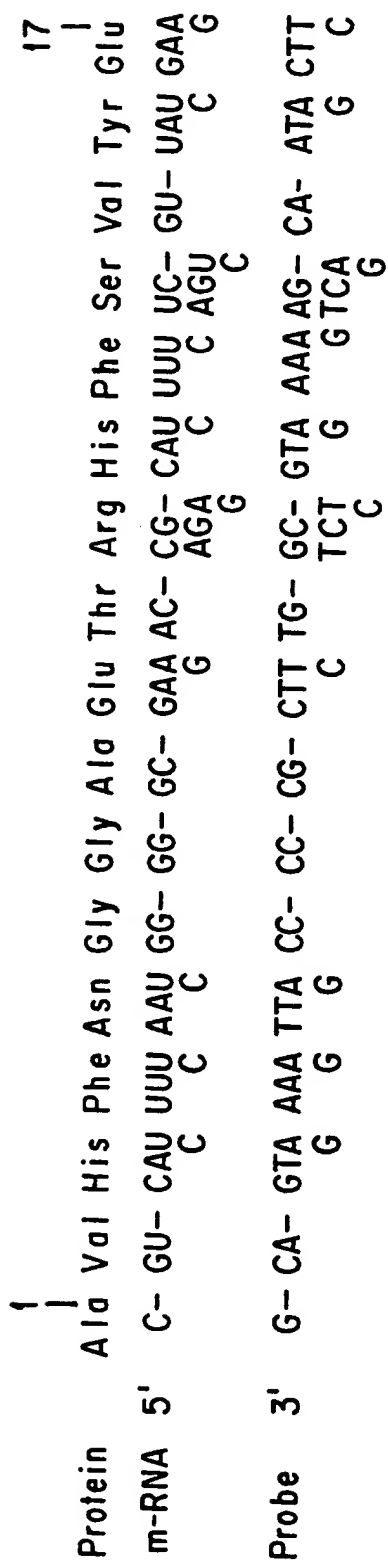 1 17
Protein Ala Val His Phe Asn Gly Gly Ala Glu Thr Arg His Phe Ser Val Tyr Glu
m-RNA 5' C- GU- CAU UUU AAU GG- GG- GC- GAA AC- CG- CAU UUU UC- GU- UAU GAA
C C C G AGA C C AGU C G
G C
Probe 3' G- CA- GTA AAA TTA CC- CC- CG- CTT TG- GC- GTA AAA AG- CA- ATA CTT
G G G C TCT G G TCA G C
C G